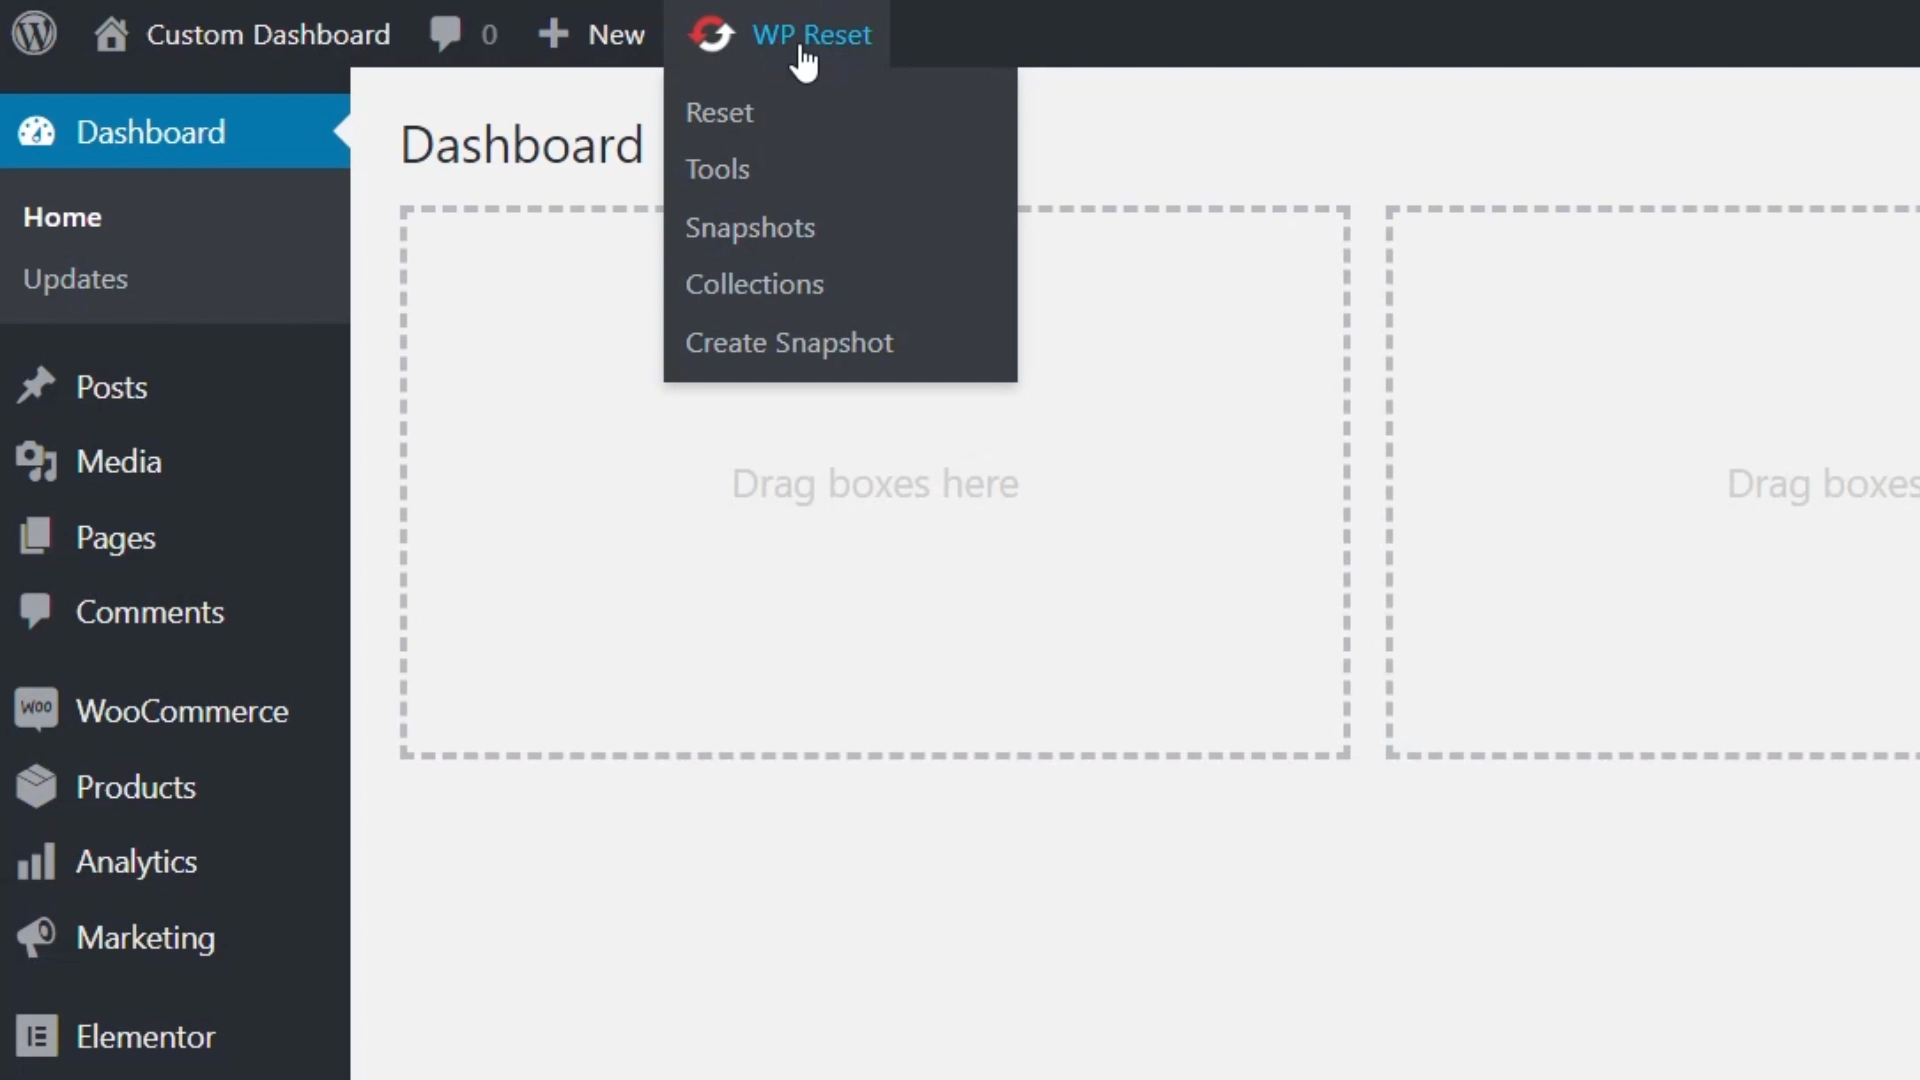 Custom Dashboard 0 New WP Reset
Dashboard
Home
Updates
Posts
Media
Pages
Comments
Woo WooCommerce
Products
Analytics
Marketing
Elementor
Reset
Tools
Snapshots
Collections
Create Snapshot
Dashboard
Drag boxes here
Drag boxes